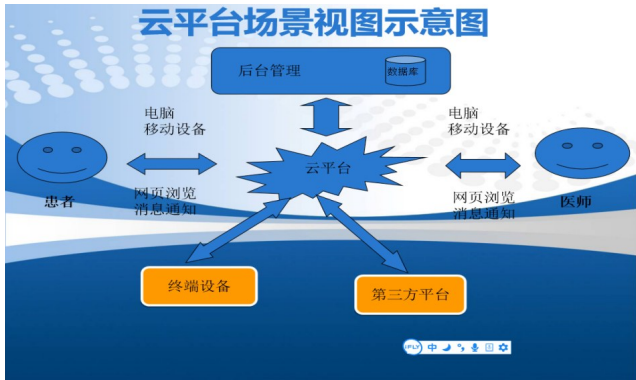 云平台场景视图示意图
后台管理
数据库
电脑
移动设备
电脑
移动设备
云平台
患者
网页浏览
消息通知
网页浏览
消息通知
医师
终端设备
第三方平台
iFLY 中